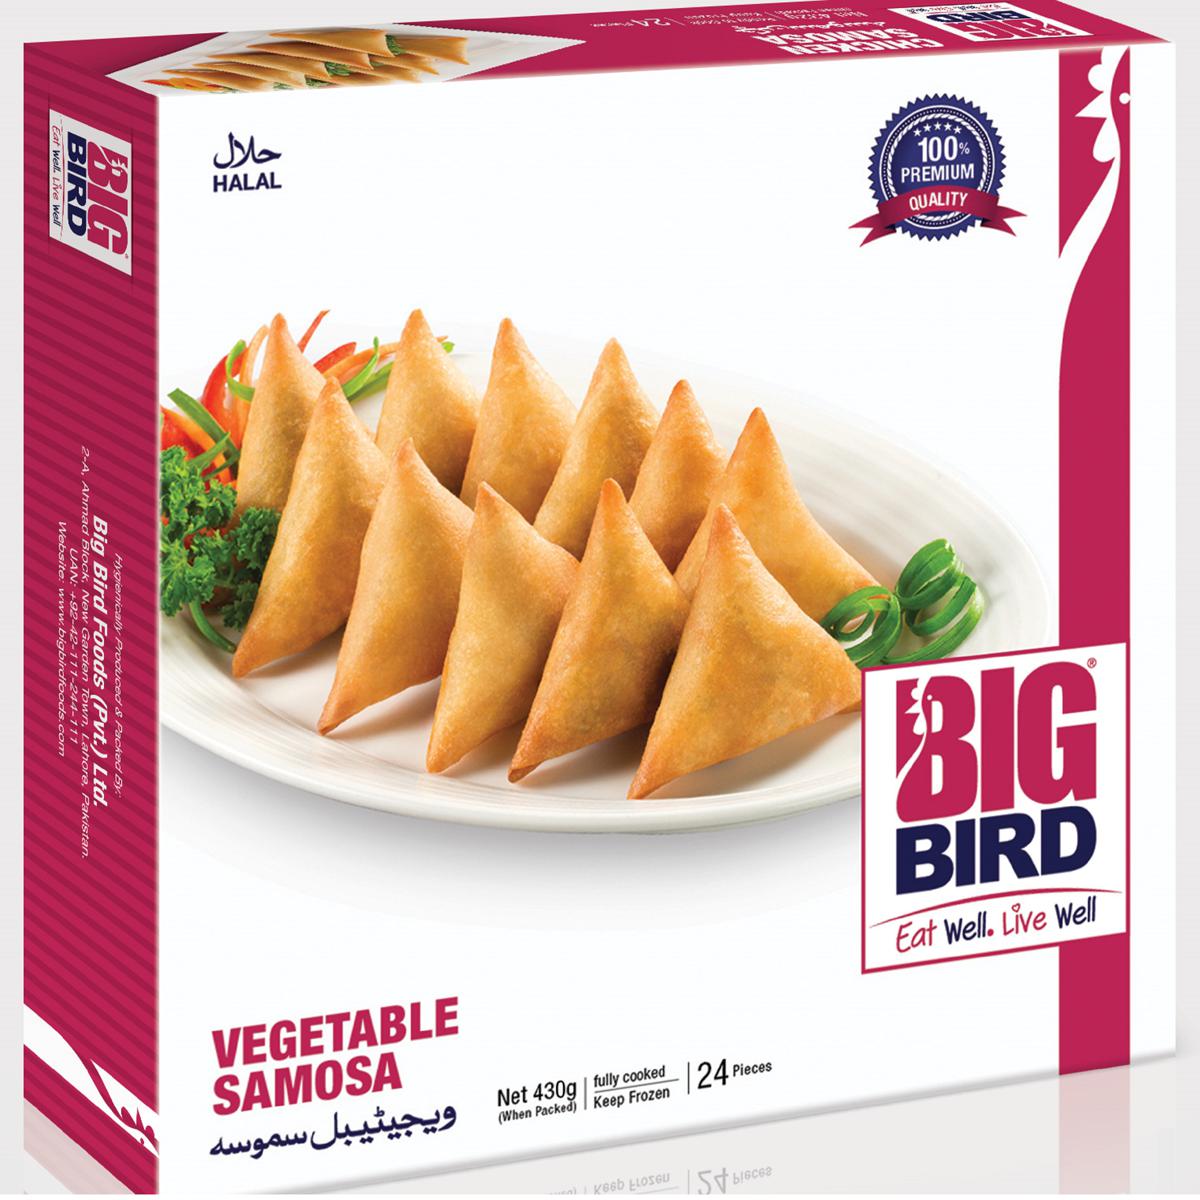 CHICKEN
SAMOSA
24
BIG
BIRD
حلال
HALAL
100%
PREMIUM
QUALITY
BIG
BIRD
Eat Well. Live Well
Hygienically Produced & Packed By:
Big Bird Foods (Pvt.) Ltd.
2-A, Ahmad Block, New Garden Town, Lahore, Pakistan.
UAN: +92-42-111-244-111
Website: www.bigbirdfoods.com
BIG®
BIRD
Eat Well. Live Well
VEGETABLE
SAMOSA
ویجیٹیبل سموسہ
Net 430g
(When Packed)
fully cooked
Keep Frozen
24 Pieces